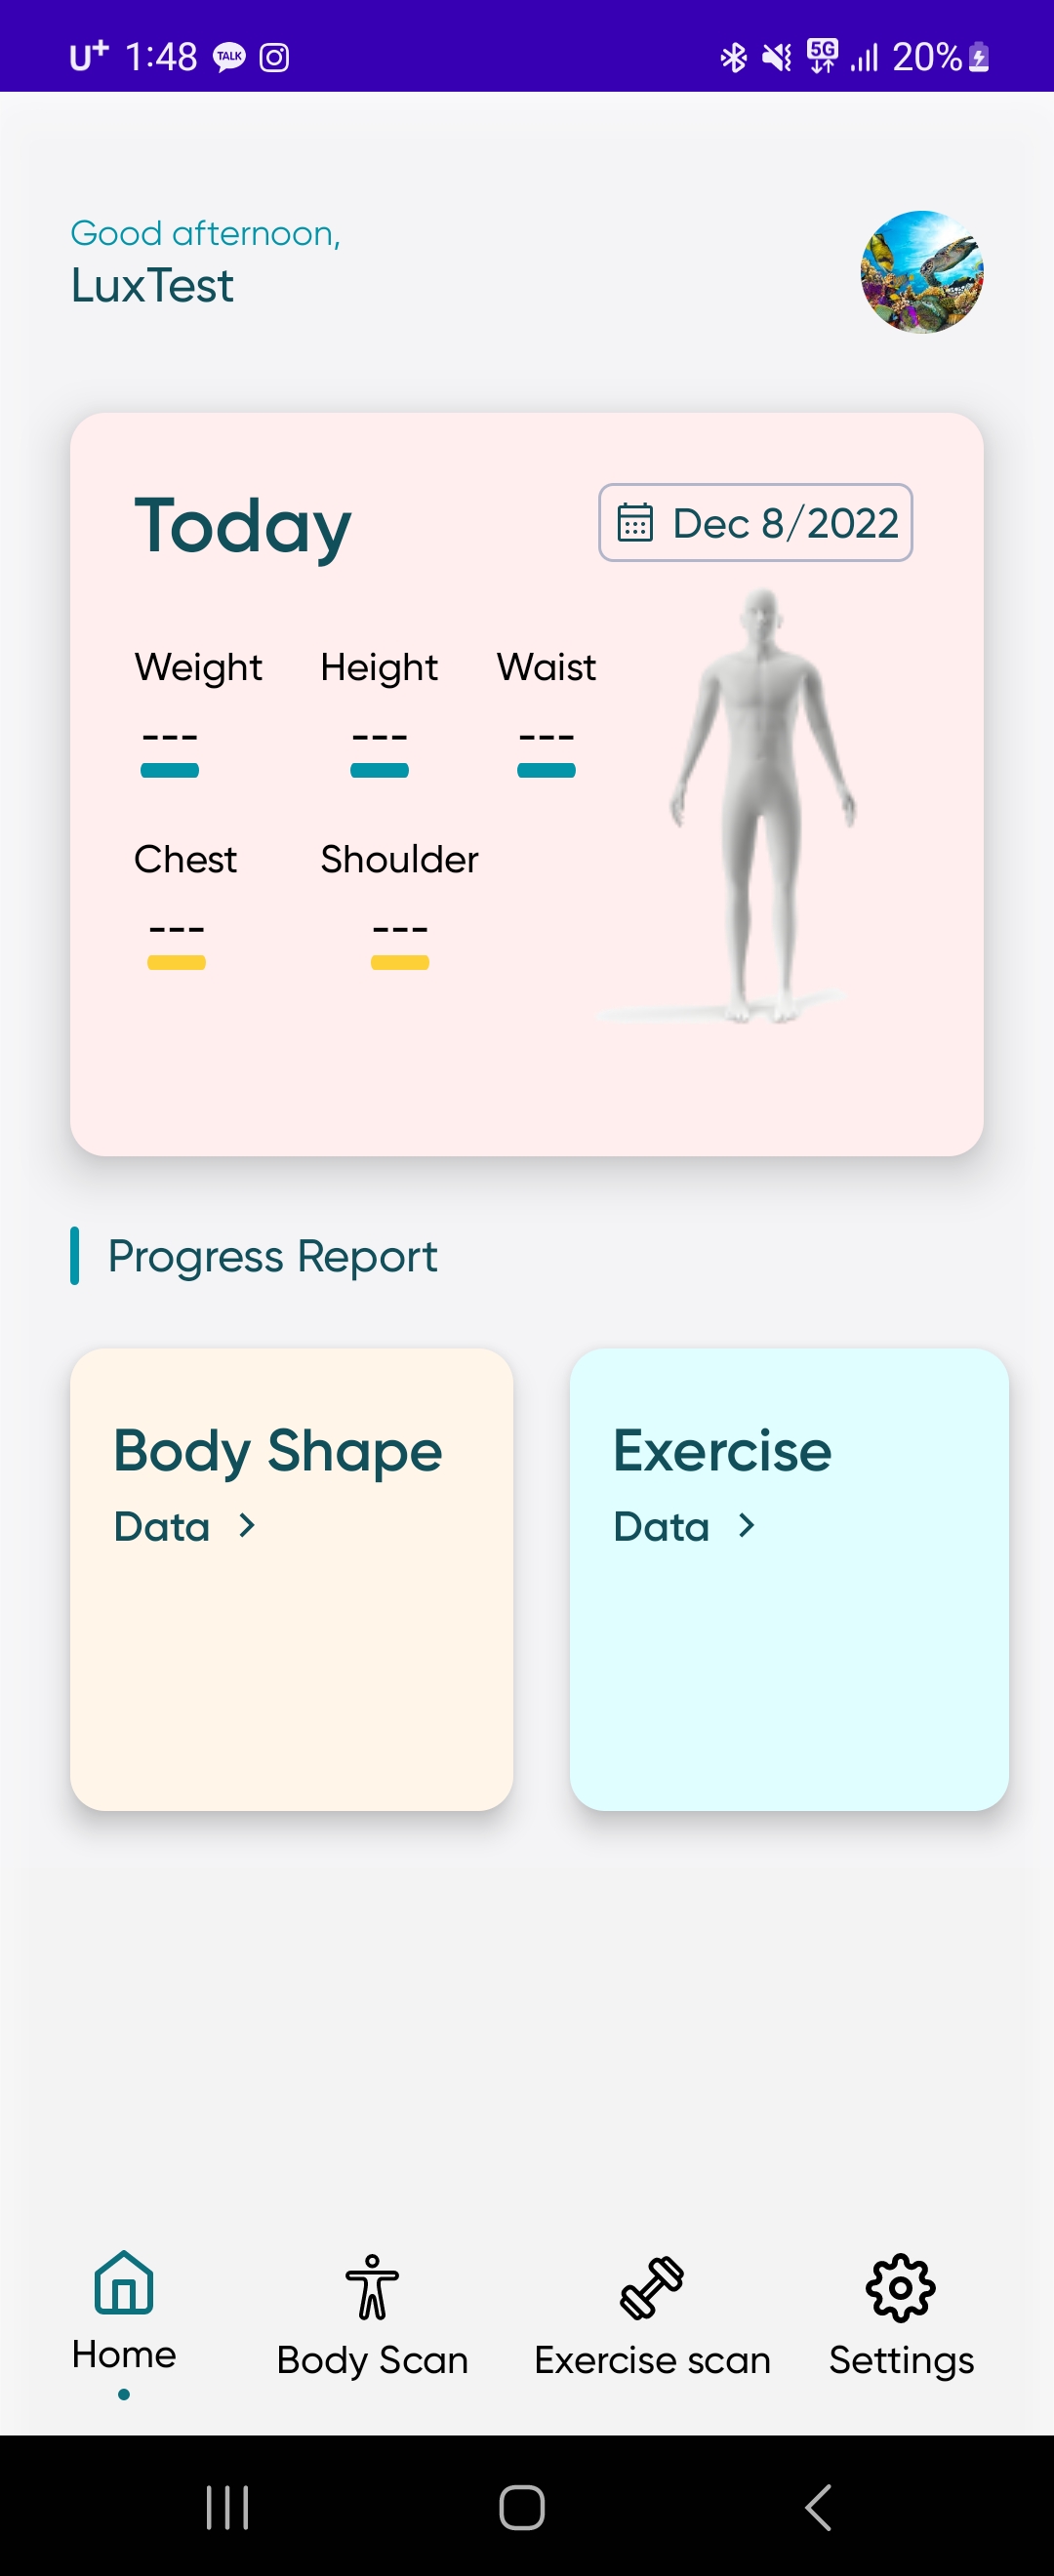 U+ 1:48 TALK 5G 20%
Good afternoon,
LuxTest
Today Dec 8/2022
Weight Height Waist
--- --- ---
Chest Shoulder
--- ---
Progress Report
Body Shape
Data >
Exercise
Data >
Home Body Scan Exercise scan Settings